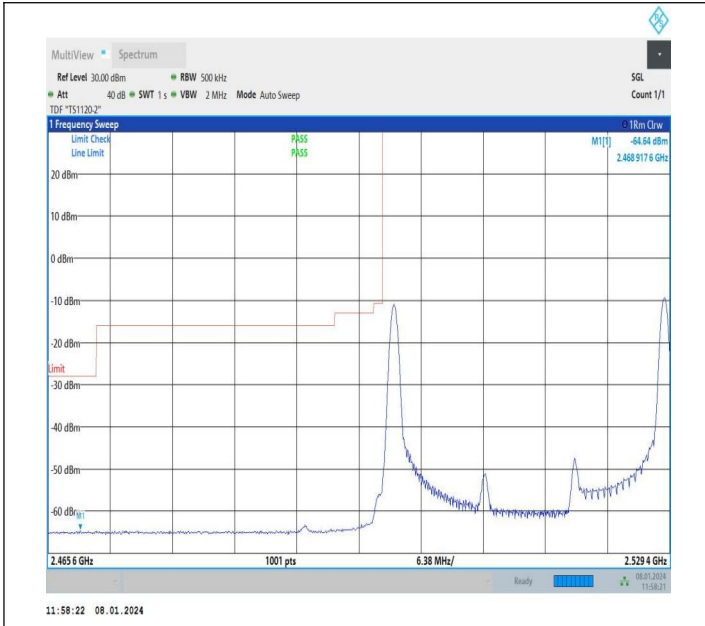 R S
MultiView Spectrum
Ref Level 30.00 dBm RBW 500 kHz SGL
Att 40 dB SWT 1 s VBW 2 MHz Mode Auto Sweep Count 1/1
TDF "TS1120-2"
1 Frequency Sweep 1Rm Clrw
Limit Check PASS M1[1] -64.64 dBm
Line Limit PASS 2.468 917 6 GHz
20 dBm
10 dBm
0 dBm
-10 dBm
-20 dBm
Limit
-30 dBm
-40 dBm
-50 dBm
-60 dBm
M1
2.465 6 GHz 1001 pts 6.38 MHz/ 2.529 4 GHz
Ready 08.01.2024
11:58:21
11:58:22 08.01.2024